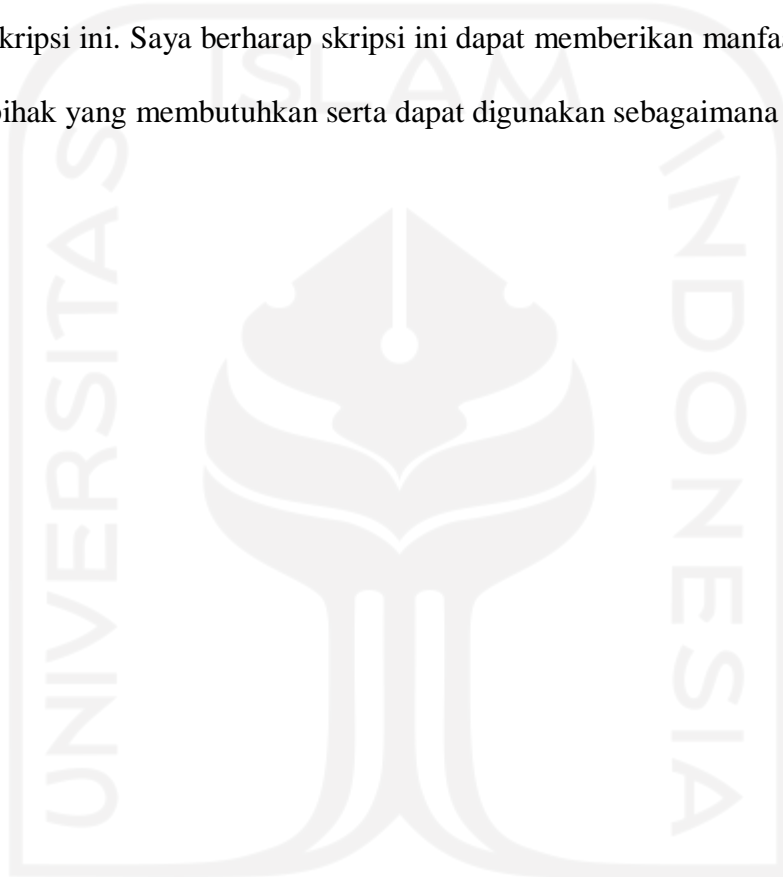 kripsi ini. Saya berharap skripsi ini dapat memberikan manfa
pihak yang membutuhkan serta dapat digunakan sebagaimana
ISLAM
UNIVERSITAS
INDONESIA